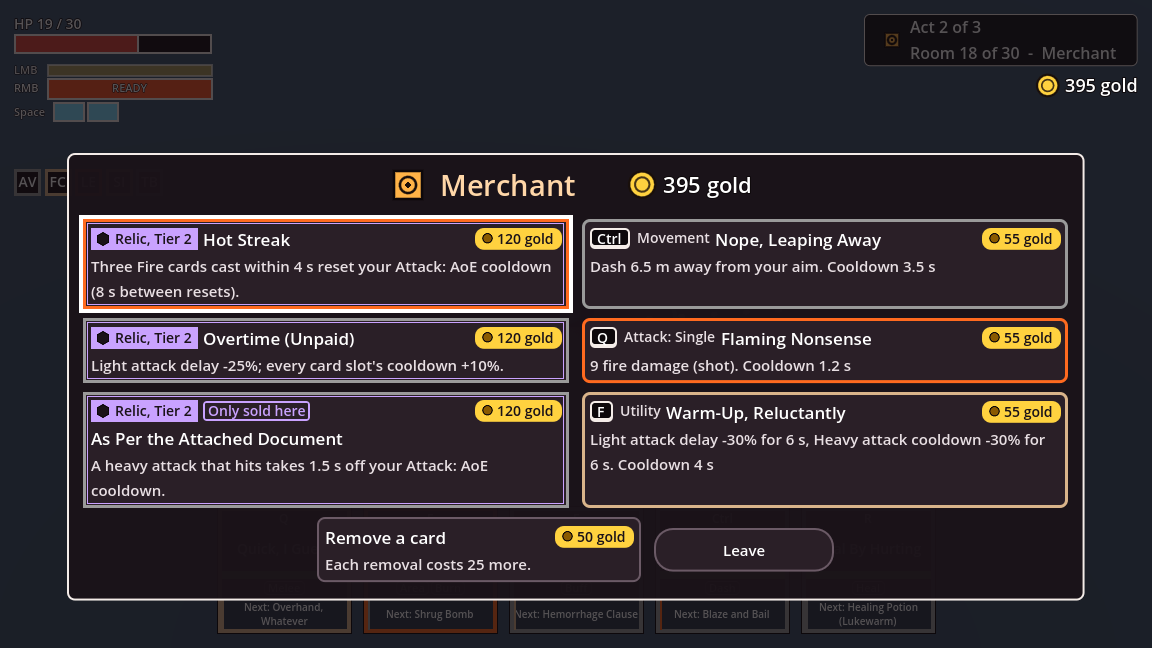 HP 19 / 30
LMB
RMB
READY
Space
Act 2 of 3
Room 18 of 30 - Merchant
395 gold
AV
FC
Merchant
395 gold
Relic, Tier 2
Hot Streak
120 gold
Three Fire cards cast within 4 s reset your Attack: AoE cooldown
(8 s between resets).
Ctrl
Movement
Nope, Leaping Away
55 gold
Dash 6.5 m away from your aim. Cooldown 3.5 s
Relic, Tier 2
Overtime (Unpaid)
120 gold
Light attack delay -25%; every card slot's cooldown +10%.
Q
Attack: Single
Flaming Nonsense
55 gold
9 fire damage (shot). Cooldown 1.2 s
Relic, Tier 2
Only sold here
120 gold
As Per the Attached Document
A heavy attack that hits takes 1.5 s off your Attack: AoE
cooldown.
F
Utility
Warm-Up, Reluctantly
55 gold
Light attack delay -30% for 6 s, Heavy attack cooldown -30% for
6 s. Cooldown 4 s
Remove a card
50 gold
Each removal costs 25 more.
Leave
Next: Overhand,
Whatever
Next: Shrug Bomb
Next: Hemorrhage Clause
Next: Blaze and Bail
Next: Healing Potion
(Lukewarm)